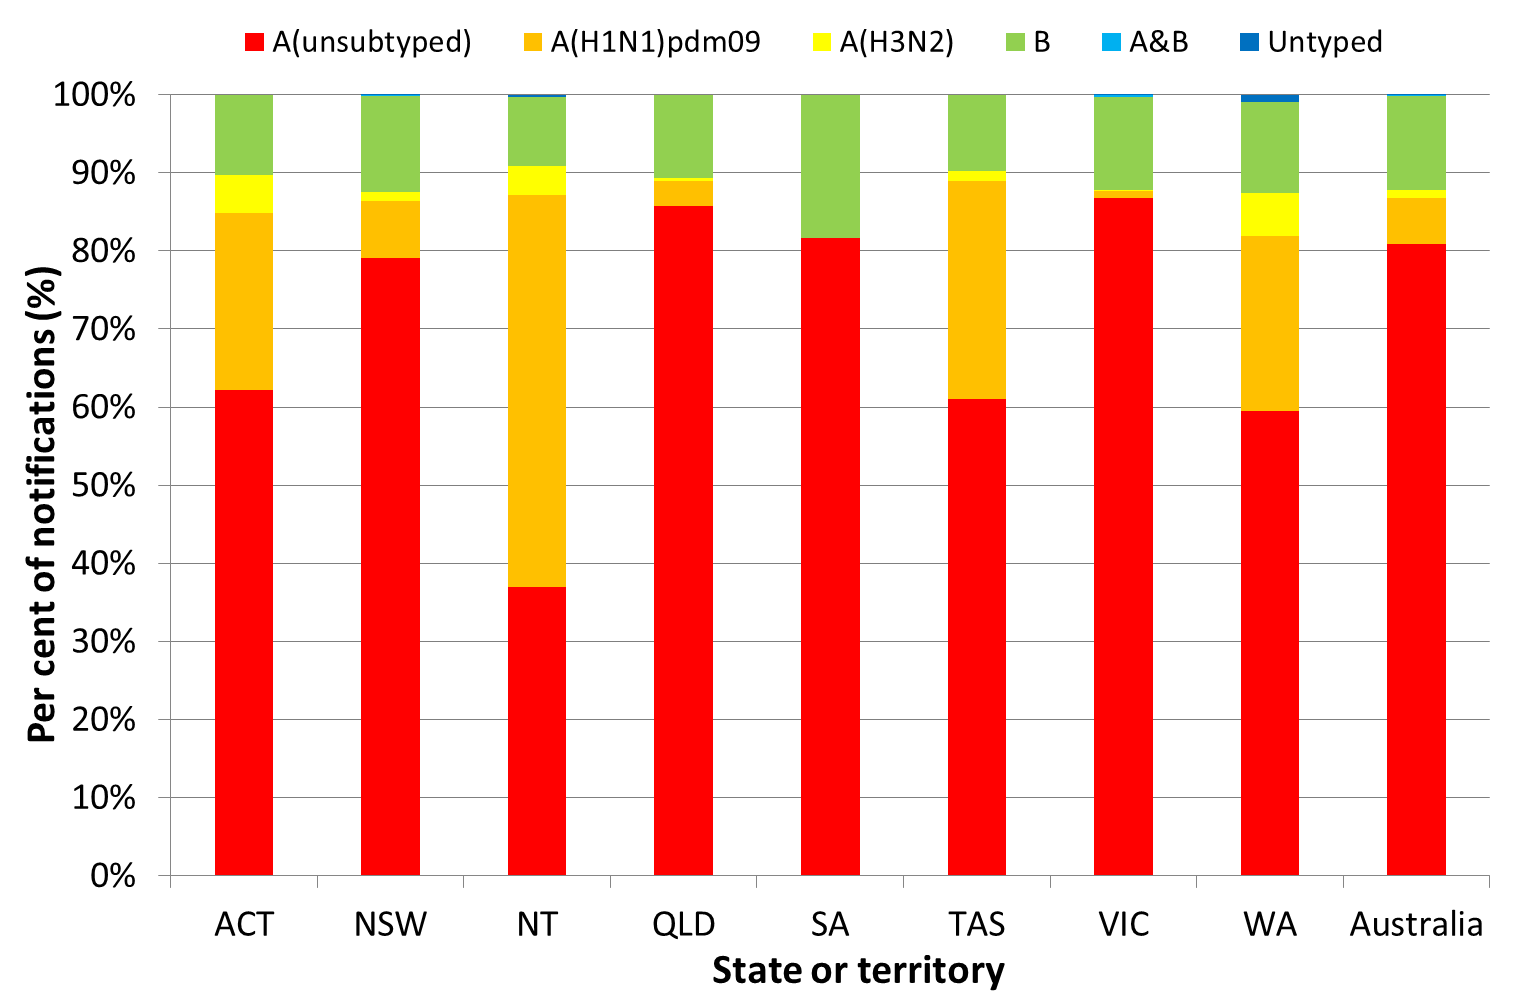 A(unsubtyped) A(H1N1)pdm09 A(H3N2) B A&B Untyped
100%
90%
80%
70%
60%
50%
40%
30%
20%
10%
0%
Per cent of notifications (%)
ACT NSW NT QLD SA TAS VIC WA Australia
State or territory